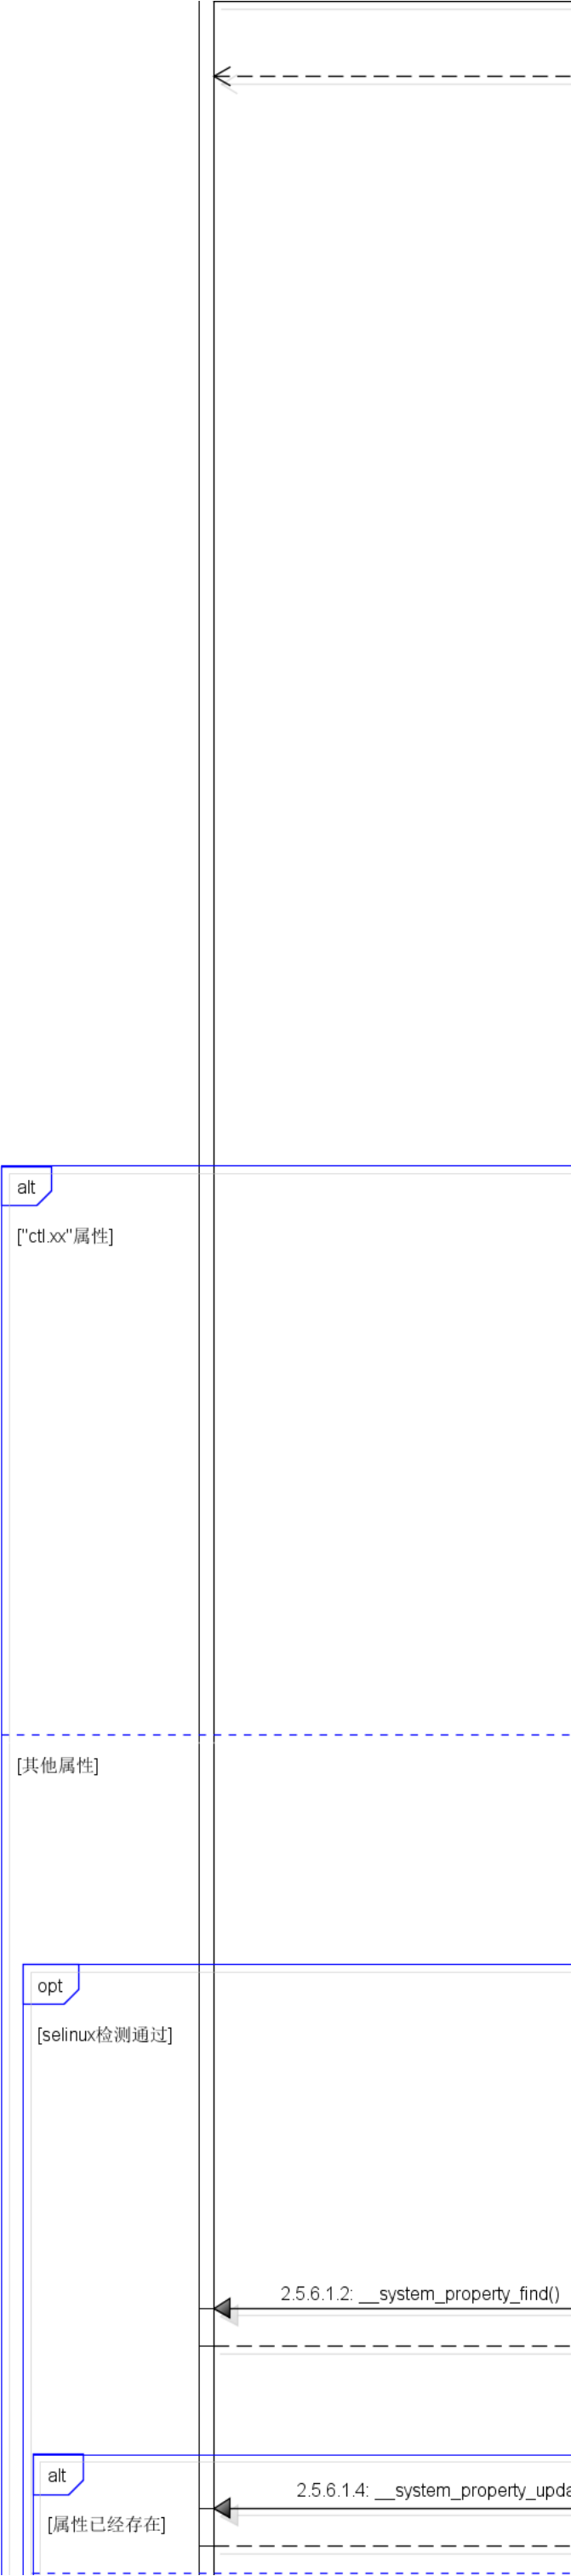 alt
["ctl.xx"属性]
[其他属性]
opt
[selinux检测通过]
2.5.6.1.2: __system_property_find()
alt
2.5.6.1.4: __system_property_upda
[属性已经存在]